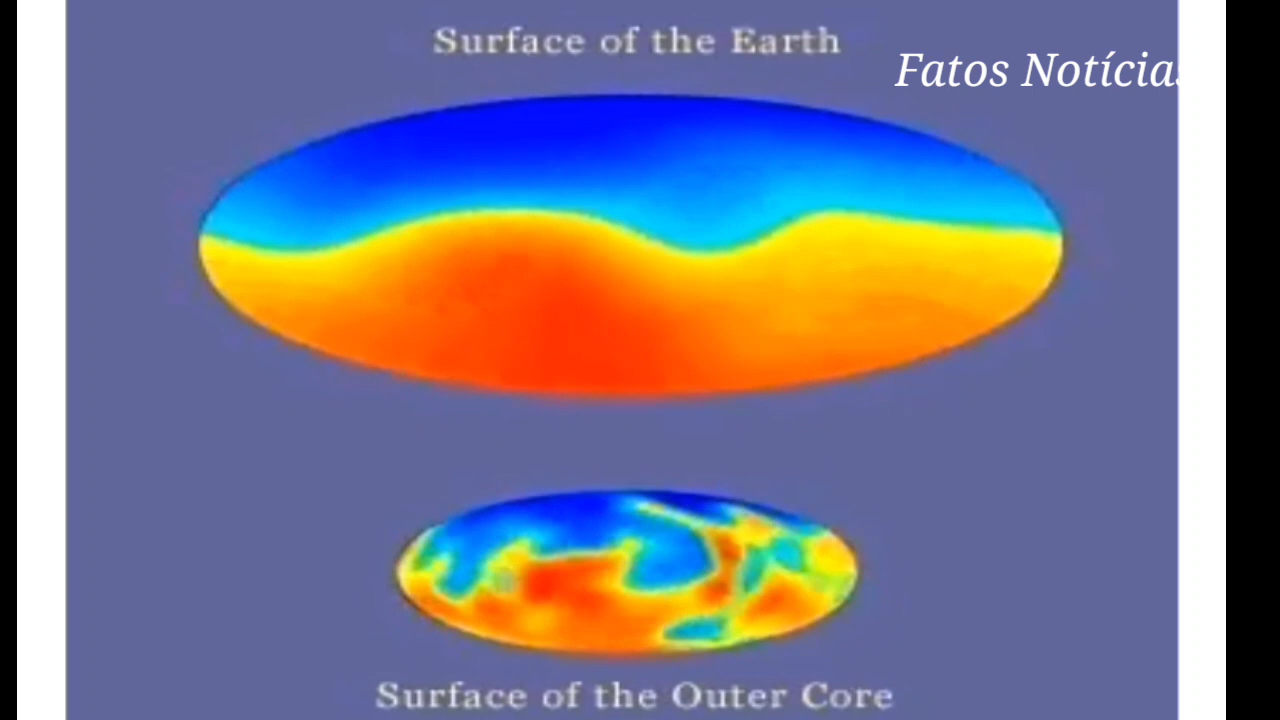 Surface of the Earth
Fatos Notícias
Surface of the Outer Core